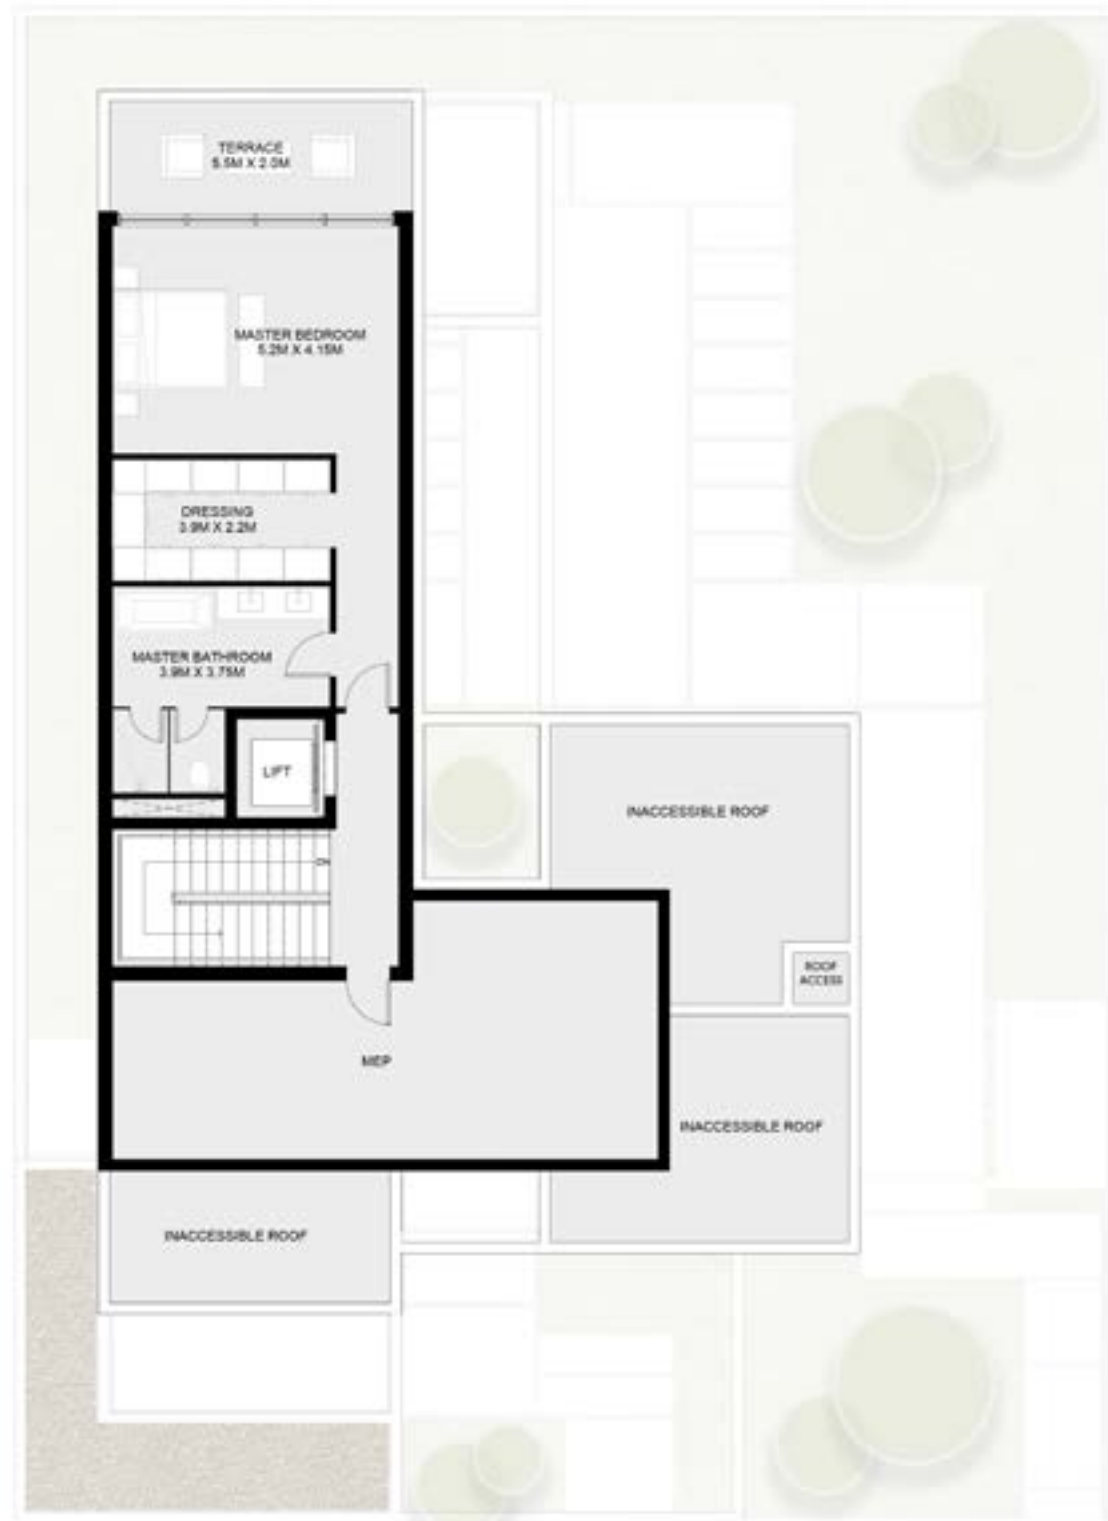 TERRACE
5.5M X 2.0M
MASTER BEDROOM
5.2M X 4.15M
DRESSING
3.9M X 2.2M
MASTER BATHROOM
3.9M X 3.75M
LIFT
DN
INACCESSIBLE ROOF
ROOF
ACCESS
MEP
INACCESSIBLE ROOF
INACCESSIBLE ROOF